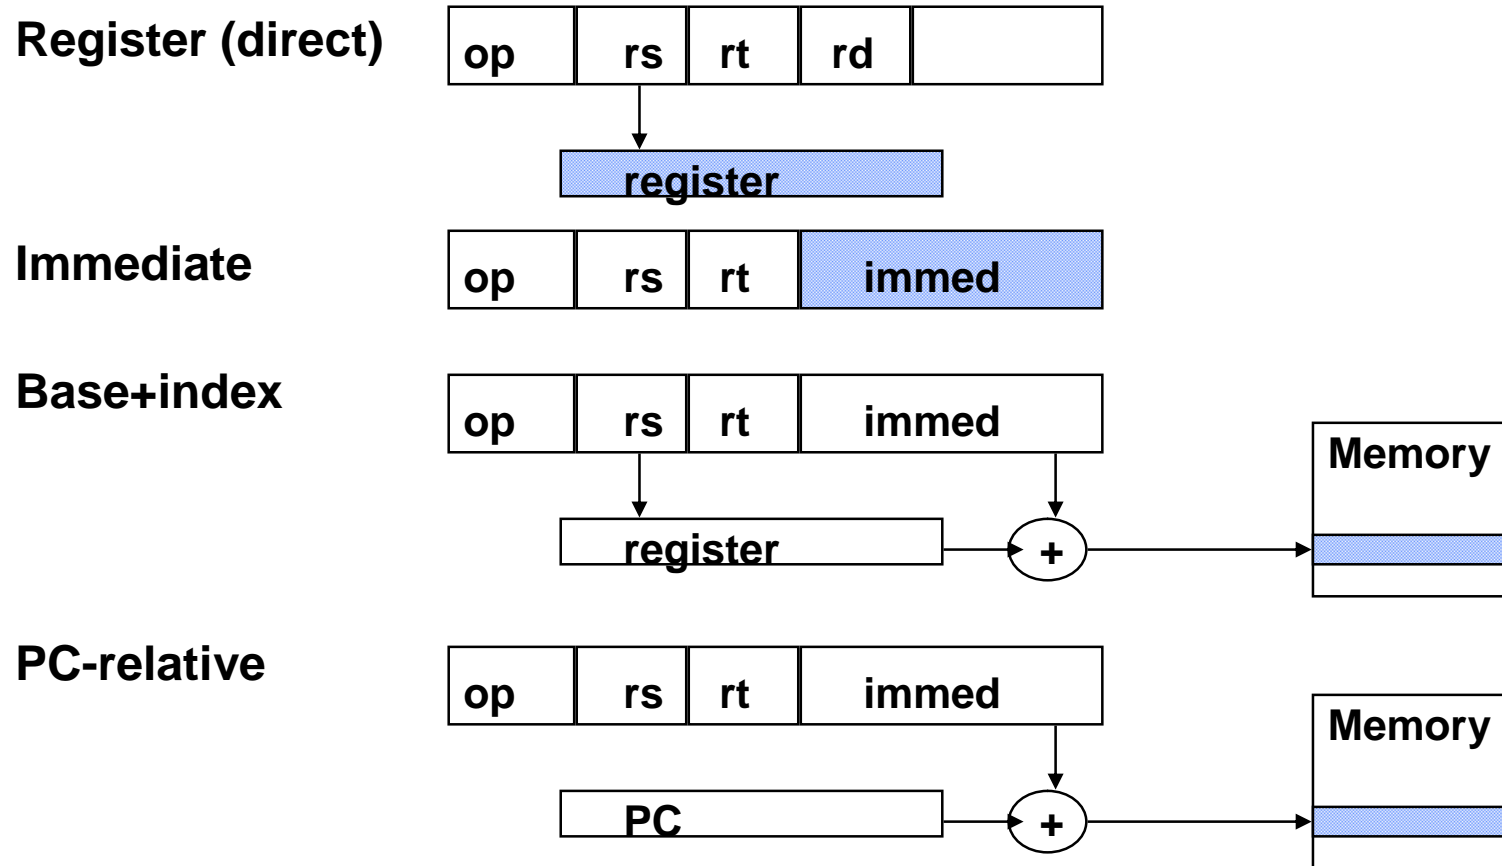 Register (direct)
op rs rt rd
register
Immediate
op rs rt immed
Base+index
op rs rt immed
Memory
register +
PC-relative
op rs rt immed
Memory
PC +